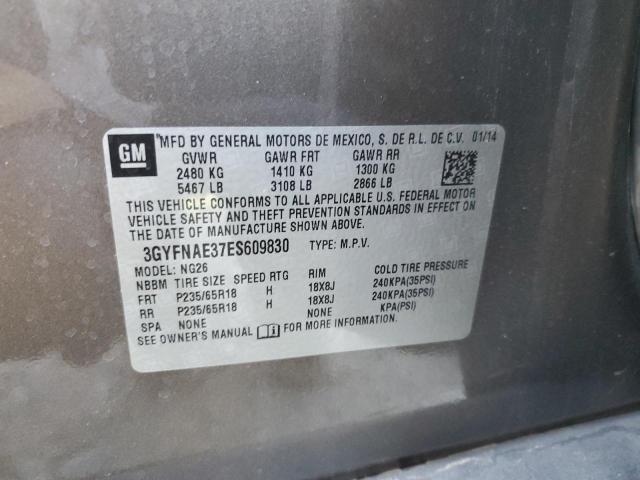 GM
MFD BY GENERAL MOTORS DE MEXICO, S. DE R.L. DE C.V. 01/14
GVWR GAWR FRT GAWR RR
2480 KG 1410 KG 1300 KG
5467 LB 3108 LB 2866 LB
THIS VEHICLE CONFORMS TO ALL APPLICABLE U.S. FEDERAL MOTOR
VEHICLE SAFETY AND THEFT PREVENTION STANDARDS IN EFFECT ON
THE DATE OF MANUFACTURE SHOWN ABOVE.
3GYFNAE37ES609830 TYPE: M.P.V.
MODEL: NG26
NBBM TIRE SIZE SPEED RTG RIM COLD TIRE PRESSURE
FRT P235/65R18 H 18X8J 240KPA(35PSI)
RR P235/65R18 H 18X8J 240KPA(35PSI)
SPA NONE NONE KPA(PSI)
SEE OWNER'S MANUAL FOR MORE INFORMATION.